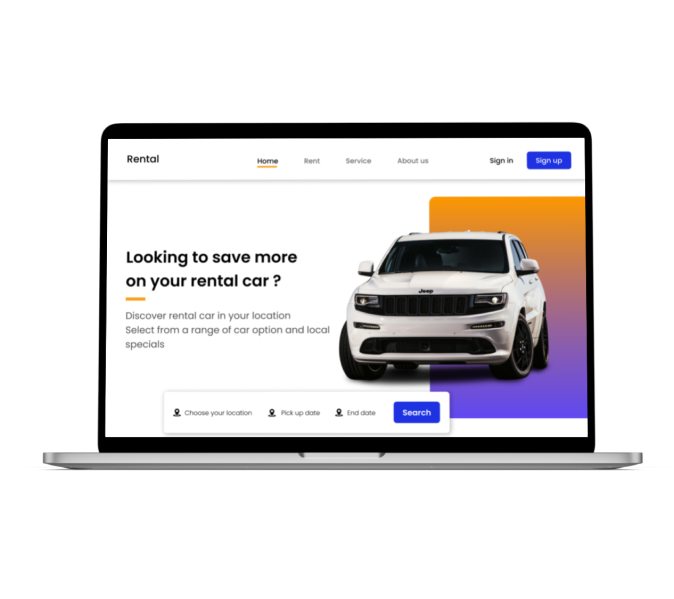 Rental
Home Rent Service About us
Sign in Sign up
Looking to save more
on your rental car ?
Discover rental car in your location
Select from a range of car option and local
specials
Jeep
Choose your location Pick up date End date Search